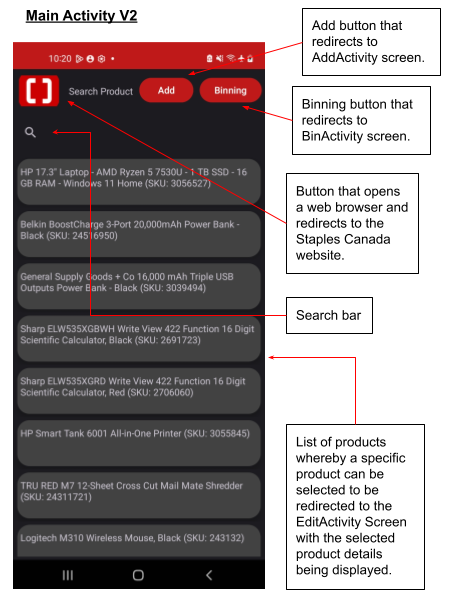 Main Activity V2
10:20
Search Product
Add
Binning
HP 17.3" Laptop - AMD Ryzen 5 7530U - 1 TB SSD - 16
GB RAM - Windows 11 Home (SKU: 3056527)
Belkin BoostCharge 3-Port 20,000mAh Power Bank -
Black (SKU: 24516950)
General Supply Goods + Co 16,000 mAh Triple USB
Outputs Power Bank - Black (SKU: 3039494)
Sharp ELW535XGBWH Write View 422 Function 16 Digit
Scientific Calculator, Black (SKU: 2691723)
Sharp ELW535XGRD Write View 422 Function 16 Digit
Scientific Calculator, Red (SKU: 2706060)
HP Smart Tank 6001 All-in-One Printer (SKU: 3055845)
TRU RED M7 12-Sheet Cross Cut Mail Mate Shredder
(SKU: 24311721)
Logitech M310 Wireless Mouse, Black (SKU: 243132)
Add button that
redirects to
AddActivity screen.
Binning button that
redirects to
BinActivity screen.
Button that opens
a web browser and
redirects to the
Staples Canada
website.
Search bar
List of products
whereby a specific
product can be
selected to be
redirected to the
EditActivity Screen
with the selected
product details
being displayed.